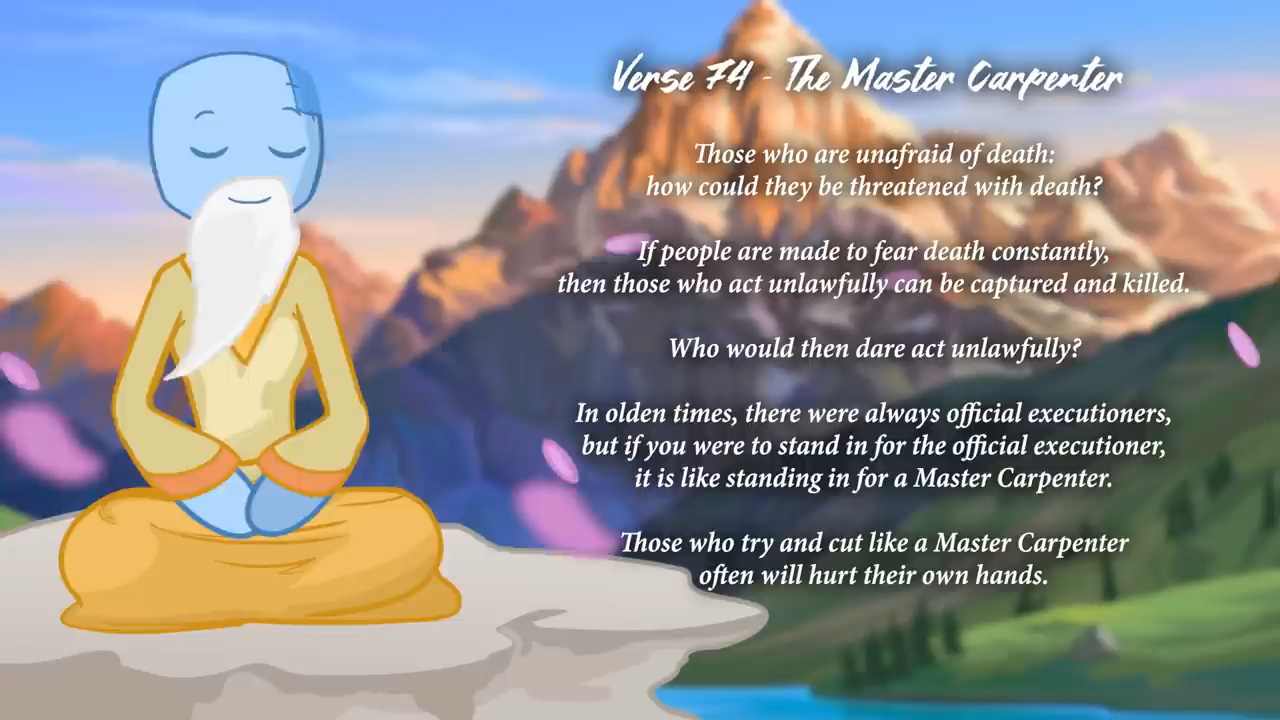 Verse 74 - The Master Carpenter
Those who are unafraid of death:
how could they be threatened with death?
If people are made to fear death constantly,
then those who act unlawfully can be captured and killed.
Who would then dare act unlawfully?
In olden times, there were always official executioners,
but if you were to stand in for the official executioner,
it is like standing in for a Master Carpenter.
Those who try and cut like a Master Carpenter
often will hurt their own hands.